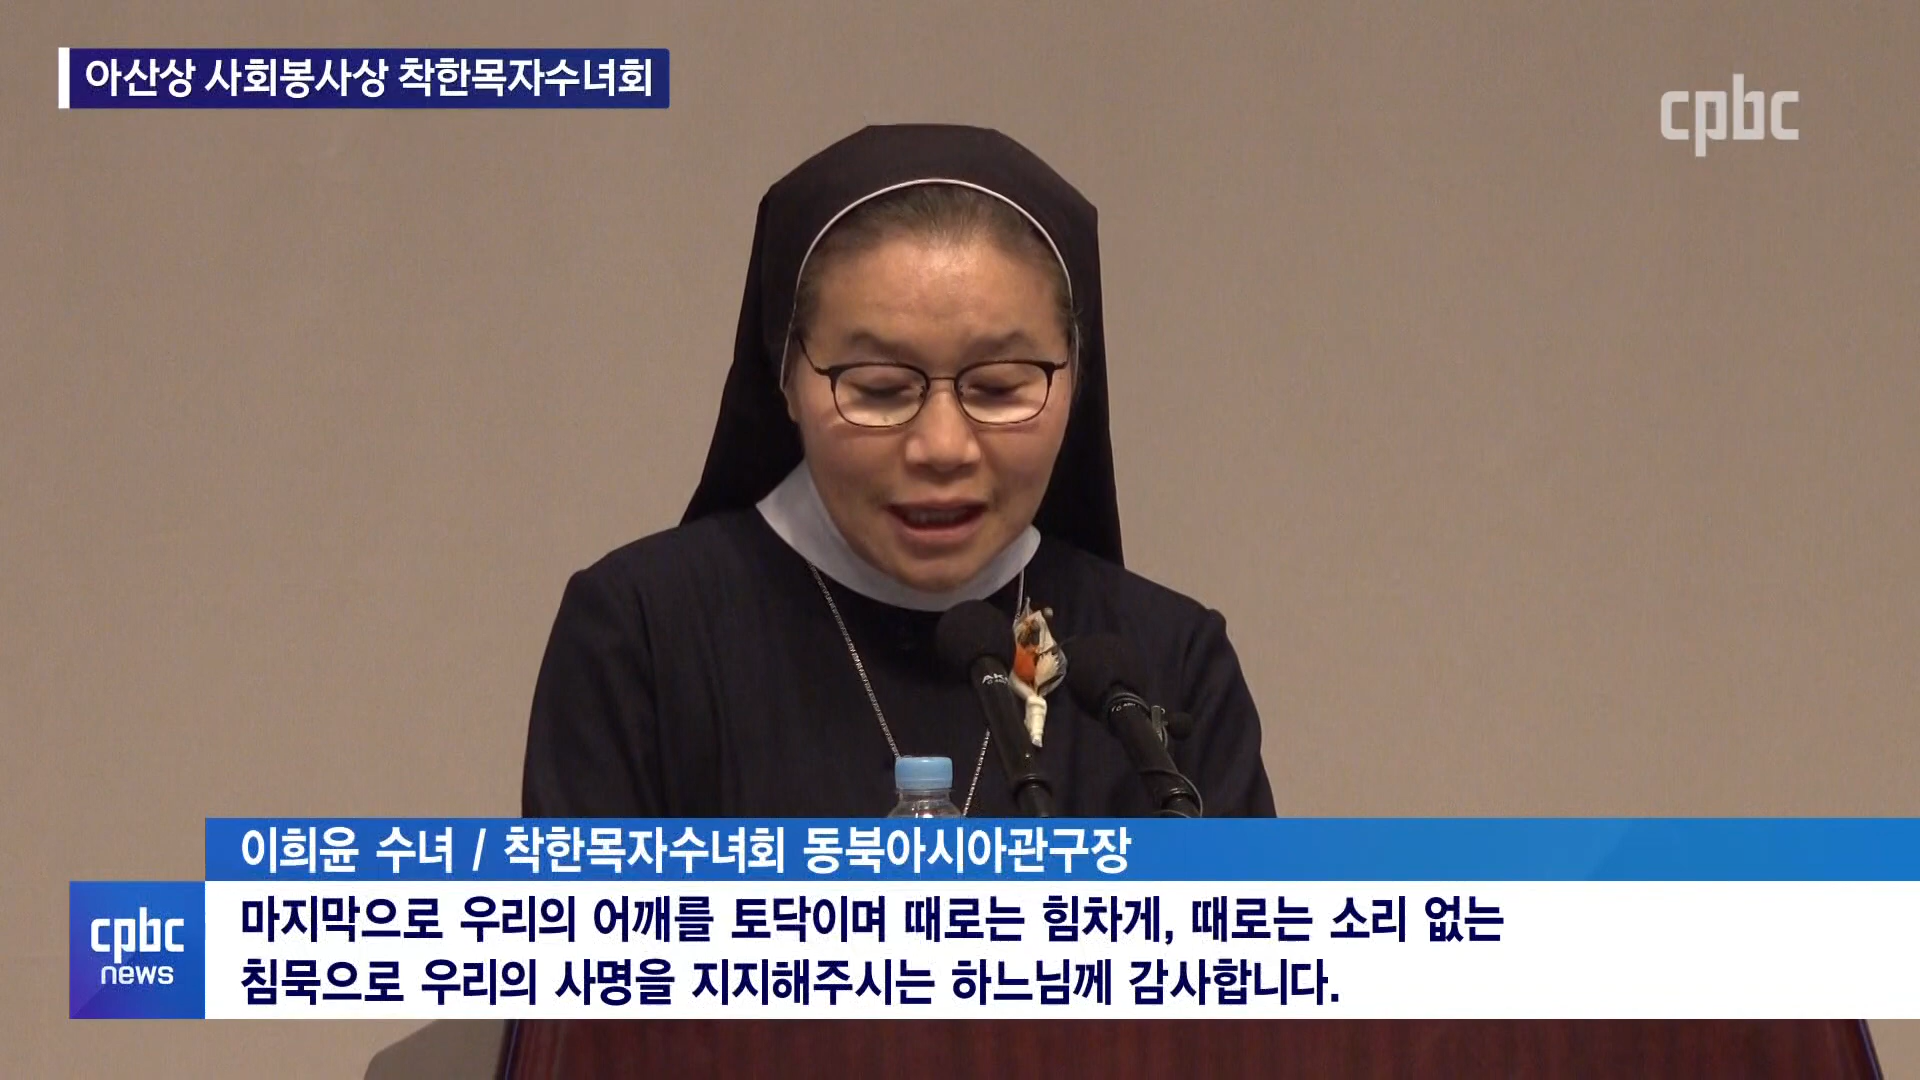 아산상 사회봉사상 착한목자수녀회
cpbc
이희윤 수녀 / 착한목자수녀회 동북아시아관구장
cpbc
news
마지막으로 우리의 어깨를 토닥이며 때로는 힘차게, 때로는 소리 없는
침묵으로 우리의 사명을 지지해주시는 하느님께 감사합니다.